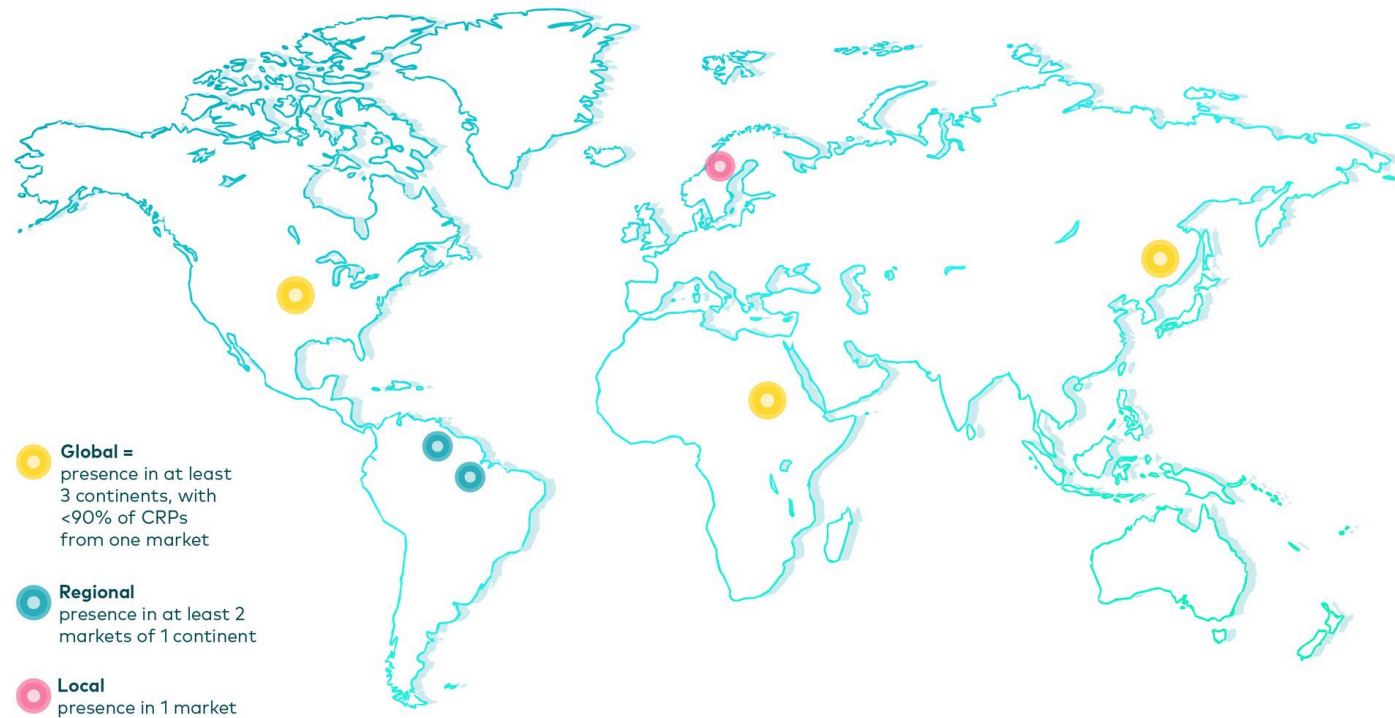 Global =
presence in at least
3 continents, with
<90% of CRPs
from one market
Regional
presence in at least 2
markets of 1 continent
Local
presence in 1 market